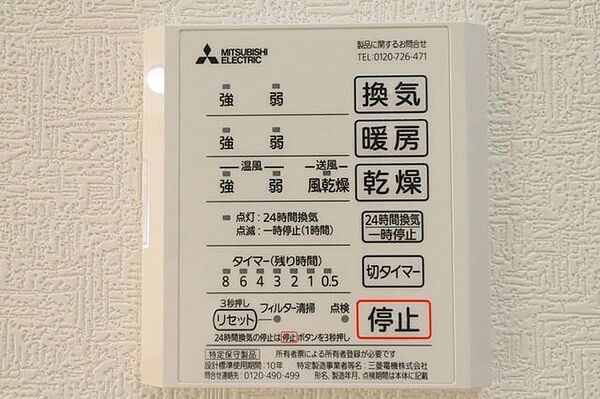 MITSUBISHI
ELECTRIC
製品に関するお問合せ
TEL:0120-726-471
強 弱 換気
強 弱 暖房
温風 送風
強 弱 風乾燥 乾燥
点灯:24時間換気
点滅:一時停止(1時間)
24時間換気
一時停止
タイマー(残り時間)
8 6 4 3 2 1 0.5
切タイマー
3秒押し
リセット フィルター清掃 点検
停止
24時間換気の停止は停止ボタンを3秒押し
特定保守製品 所有者票による所有者登録が必要です
設計標準使用期間:10年 特定製造事業者等名:三菱電機株式会社
問合せ連絡先:0120-490-499 形名、製造年月、点検期間は本体に記載